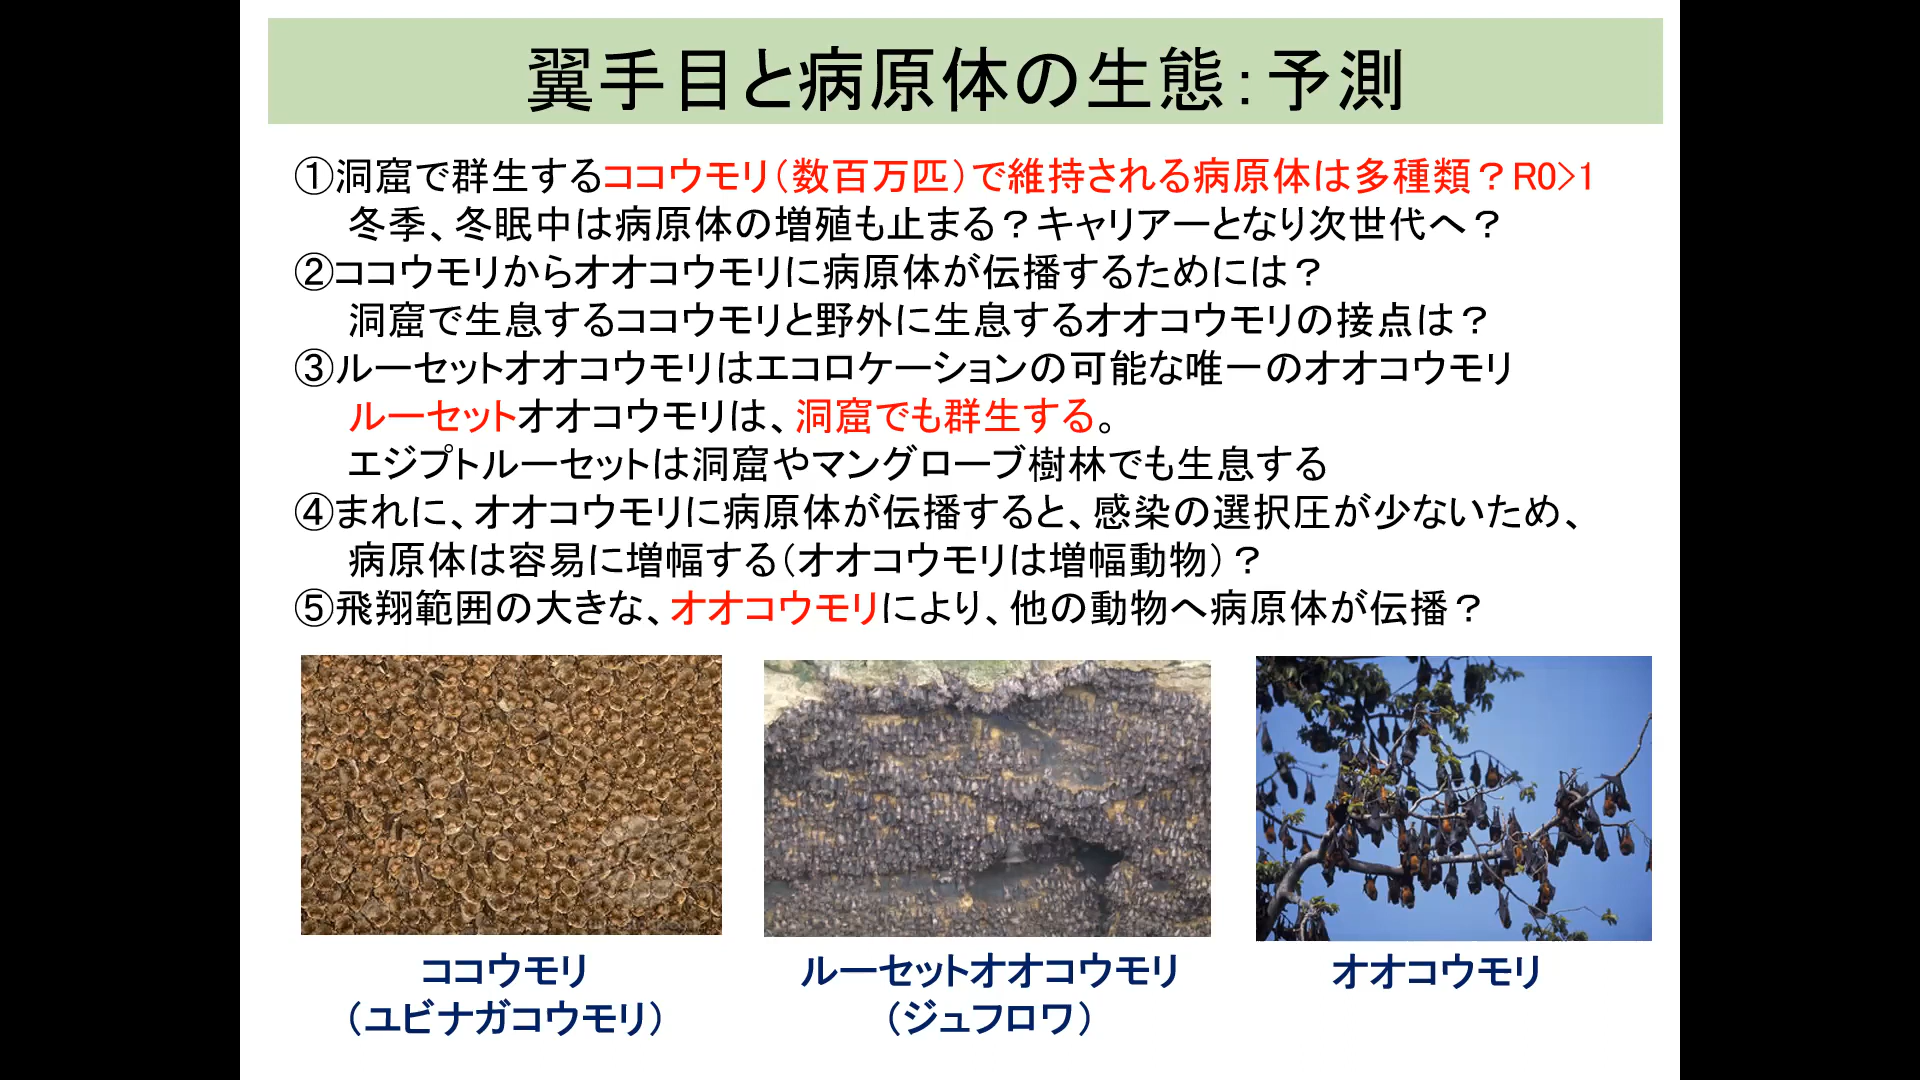 翼手目と病原体の生態：予測
①洞窟で群生するココウモリ（数百万匹）で維持される病原体は多種類？R0>1
冬季、冬眠中は病原体の増殖も止まる？キャリアーとなり次世代へ？
②ココウモリからオオコウモリに病原体が伝播するためには？
洞窟で生息するココウモリと野外に生息するオオコウモリの接点は？
③ルーセットオオコウモリはエコロケーションの可能な唯一のオオコウモリ
ルーセットオオコウモリは、洞窟でも群生する。
エジプトルーセットは洞窟やマングローブ樹林でも生息する
④まれに、オオコウモリに病原体が伝播すると、感染の選択圧が少ないため、
病原体は容易に増幅する（オオコウモリは増幅動物）？
⑤飛翔範囲の大きな、オオコウモリにより、他の動物へ病原体が伝播？
ココウモリ
（ユビナガコウモリ）
ルーセットオオコウモリ
（ジュフロワ）
オオコウモリ